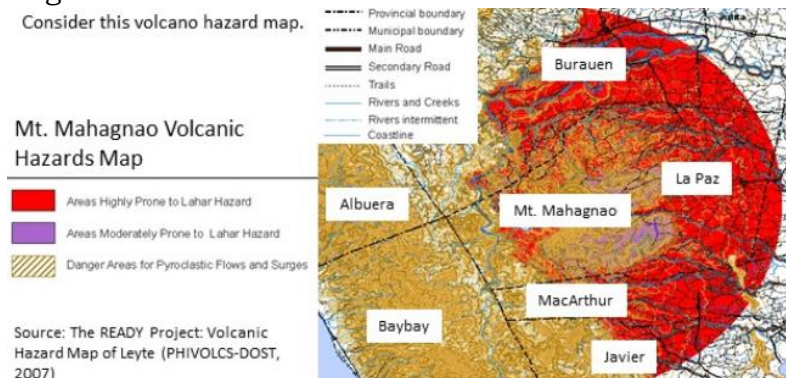 Consider this volcano hazard map.
Provincial boundary
Municipal boundary
Main Road
Secondary Road
Trails
Rivers and Creeks
Rivers intermittent
Coastline
Mt. Mahagnao Volcanic
Hazards Map
Areas Highly Prone to Lahar Hazard
Areas Moderately Prone to Lahar Hazard
Danger Areas for Pyroclastic Flows and Surges
Source: The READY Project: Volcanic
Hazard Map of Leyte (PHIVOLCS-DOST,
2007)
Burauen
La Paz
Albuera
Mt. Mahagnao
MacArthur
Baybay
Javier